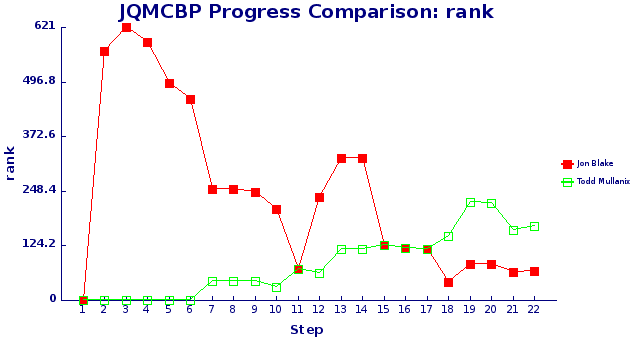 JQMCBP Progress Comparison: rank
621
496.8
372.6
248.4
124.2
0
rank
1 2 3 4 5 6 7 8 9 10 11 12 13 14 15 16 17 18 19 20 21 22
Step
Jon Blake
Todd Mullanix